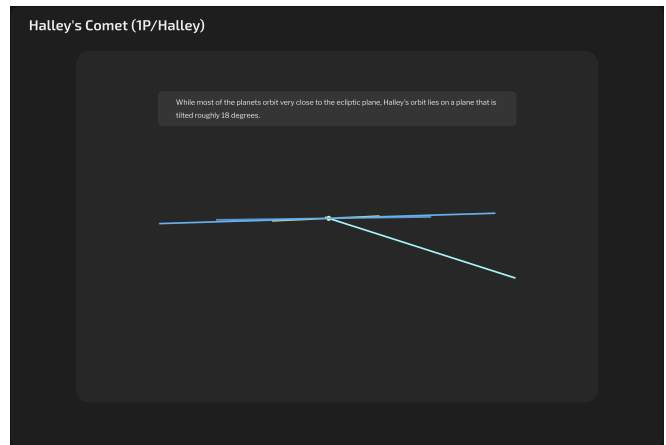 Halley's Comet (1P/Halley)
While most of the planets orbit very close to the ecliptic plane, Halley's orbit lies on a plane that is
tilted roughly 18 degrees.